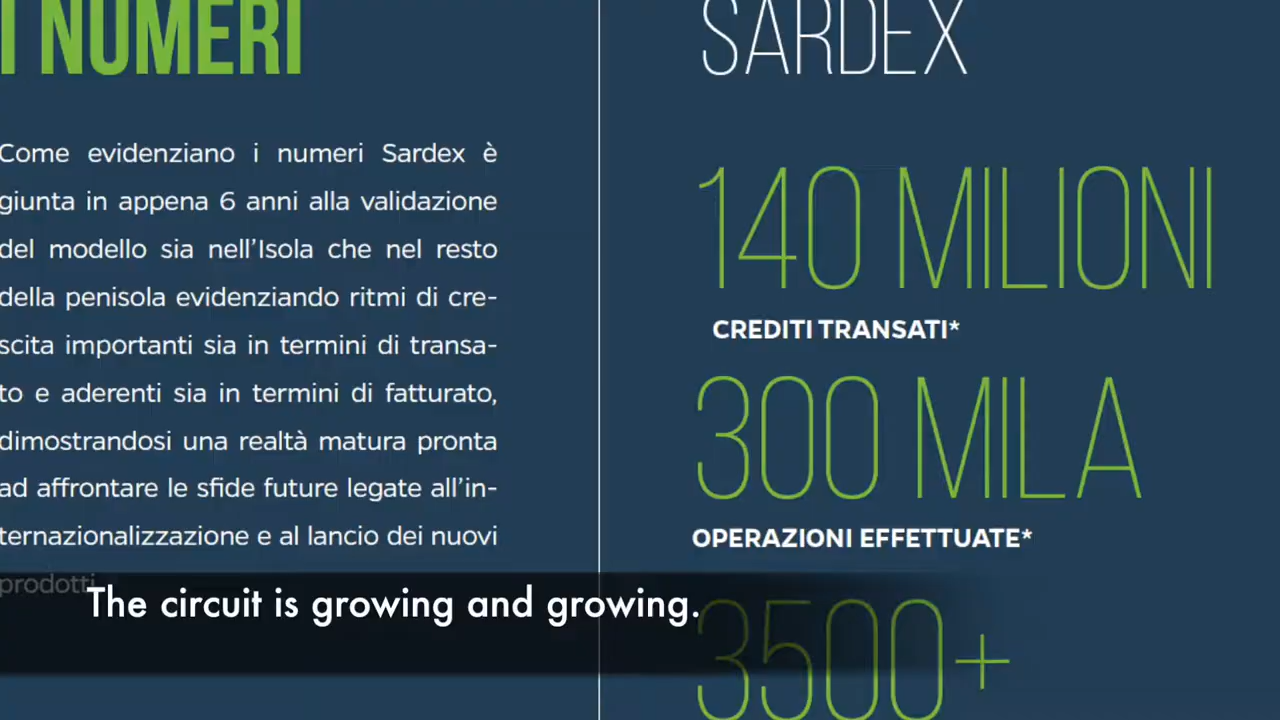 I NUMERI
Come evidenziano i numeri Sardex è
giunta in appena 6 anni alla validazione
del modello sia nell'Isola che nel resto
della penisola evidenziando ritmi di cre-
scita importanti sia in termini di transa-
to e aderenti sia in termini di fatturato,
dimostrandosi una realtà matura pronta
ad affrontare le sfide future legate all'in-
ternazionalizzazione e al lancio dei nuovi
prodotti.
SARDEX
140 MILIONI
CREDITI TRANSATI*
300 MILA
OPERAZIONI EFFETTUATE*
3500+
The circuit is growing and growing.